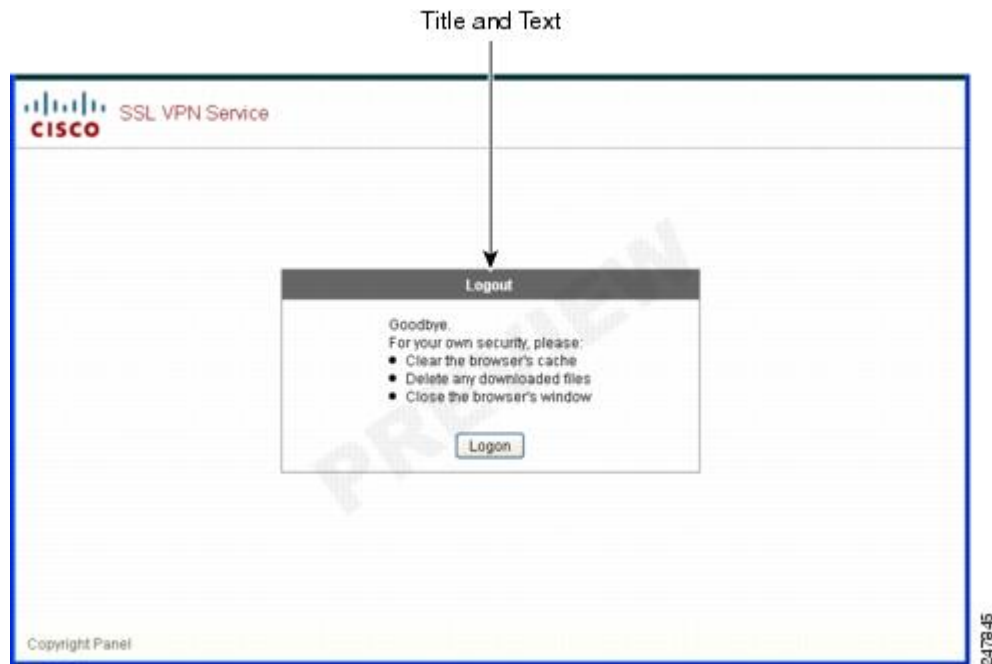 Title and Text
CISCO
SSL VPN Service
Logout
Goodbye.
For your own security, please:
• Clear the browser's cache
• Delete any downloaded files
• Close the browser's window
Logon
PREVIEW
Copyright Panel
247845